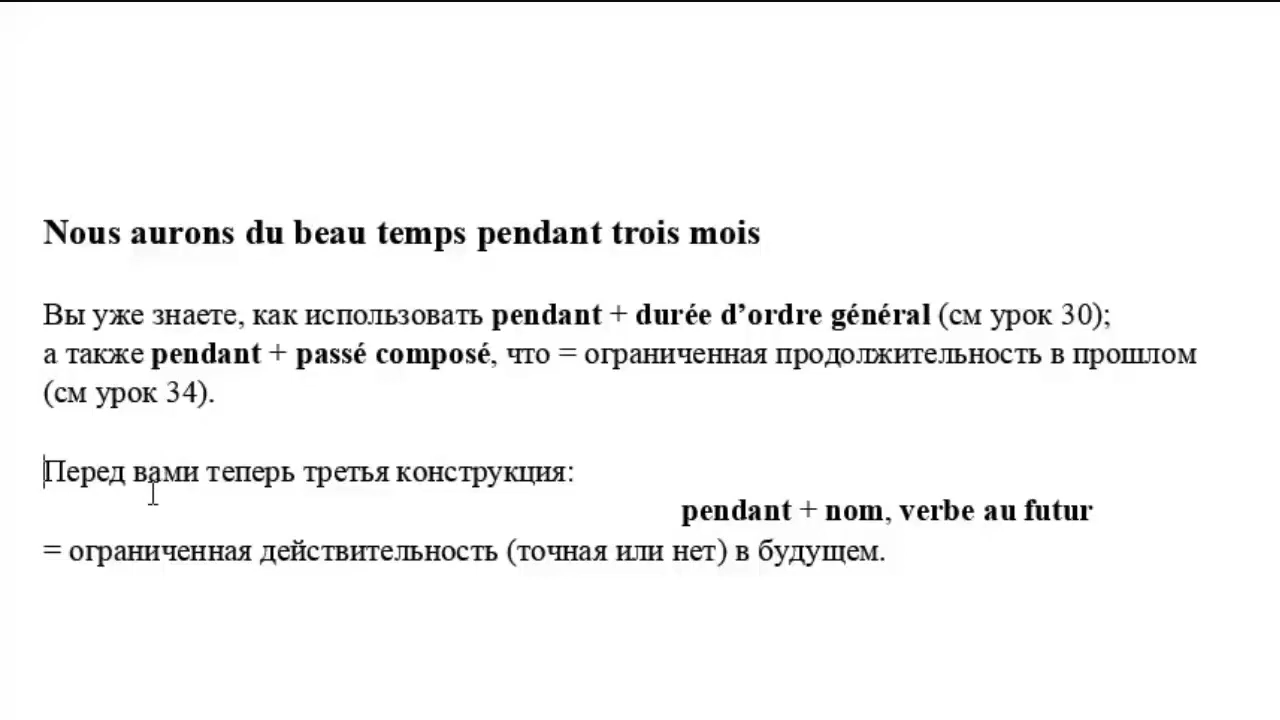 Nous aurons du beau temps pendant trois mois
Вы уже знаете, как использовать pendant + durée d’ordre général (см урок 30);
а также pendant + passé composé, что = ограниченная продолжительность в прошлом
(см урок 34).
Перед вами теперь третья конструкция:
pendant + nom, verbe au futur
= ограниченная действительность (точная или нет) в будущем.